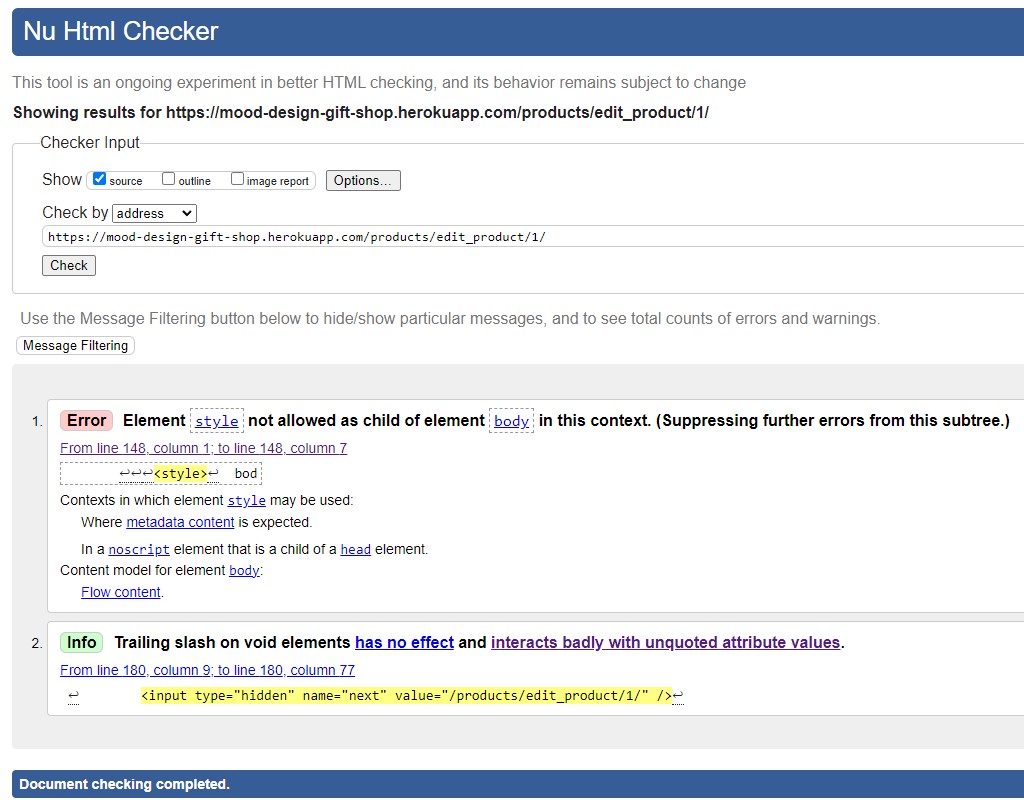 Nu Html Checker
This tool is an ongoing experiment in better HTML checking, and its behavior remains subject to change
Showing results for https://mood-design-gift-shop.herokuapp.com/products/edit_product/1/
Checker Input
Show source outline image report Options...
Check by address
https://mood-design-gift-shop.herokuapp.com/products/edit_product/1/
Check
Use the Message Filtering button below to hide/show particular messages, and to see total counts of errors and warnings.
Message Filtering
1. Error Element style not allowed as child of element body in this context. (Suppressing further errors from this subtree.)
From line 148, column 1; to line 148, column 7
↩↩↩<style>↩ bod
Contexts in which element style may be used:
Where metadata content is expected.
In a noscript element that is a child of a head element.
Content model for element body:
Flow content.
2. Info Trailing slash on void elements has no effect and interacts badly with unquoted attribute values.
From line 180, column 9; to line 180, column 77
↩ <input type="hidden" name="next" value="/products/edit_product/1/" />↩
Document checking completed.